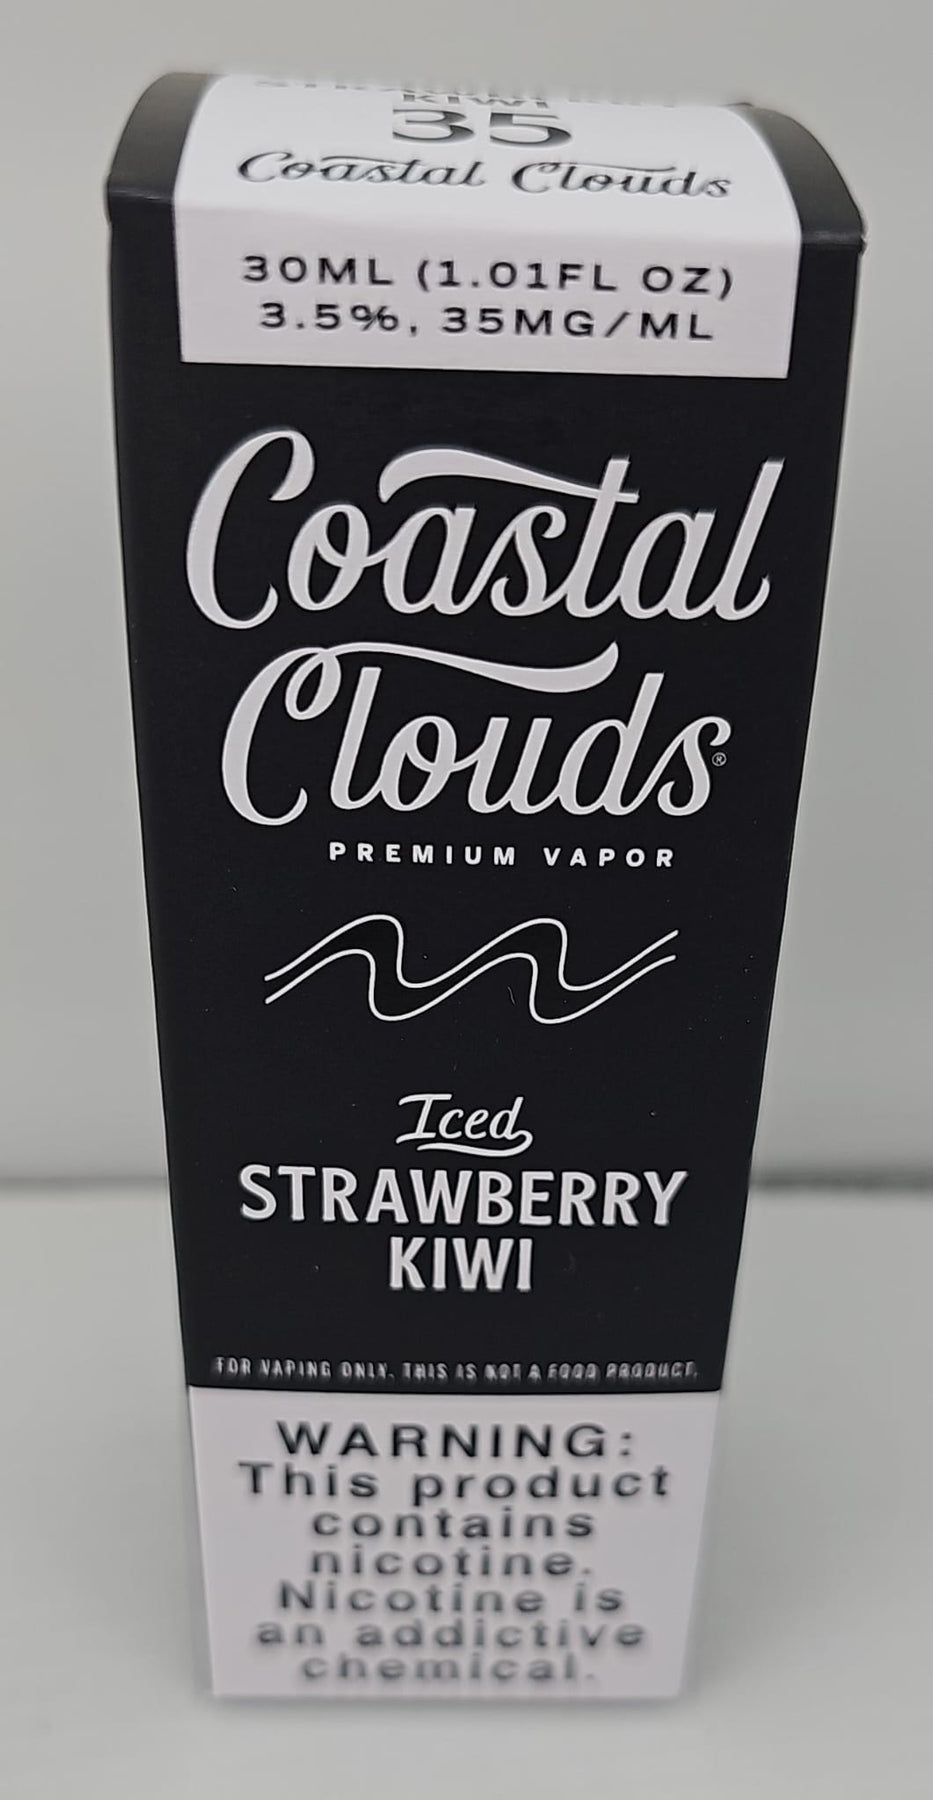 KIWI
35
Coastal Clouds
30ML (1.01FL OZ)
3.5%, 35MG/ML
Coastal
Clouds®
PREMIUM VAPOR
Iced
STRAWBERRY
KIWI
FOR VAPING ONLY. THIS IS NOT A FOOD PRODUCT.
WARNING:
This product
contains
nicotine.
Nicotine is
an addictive
chemical.